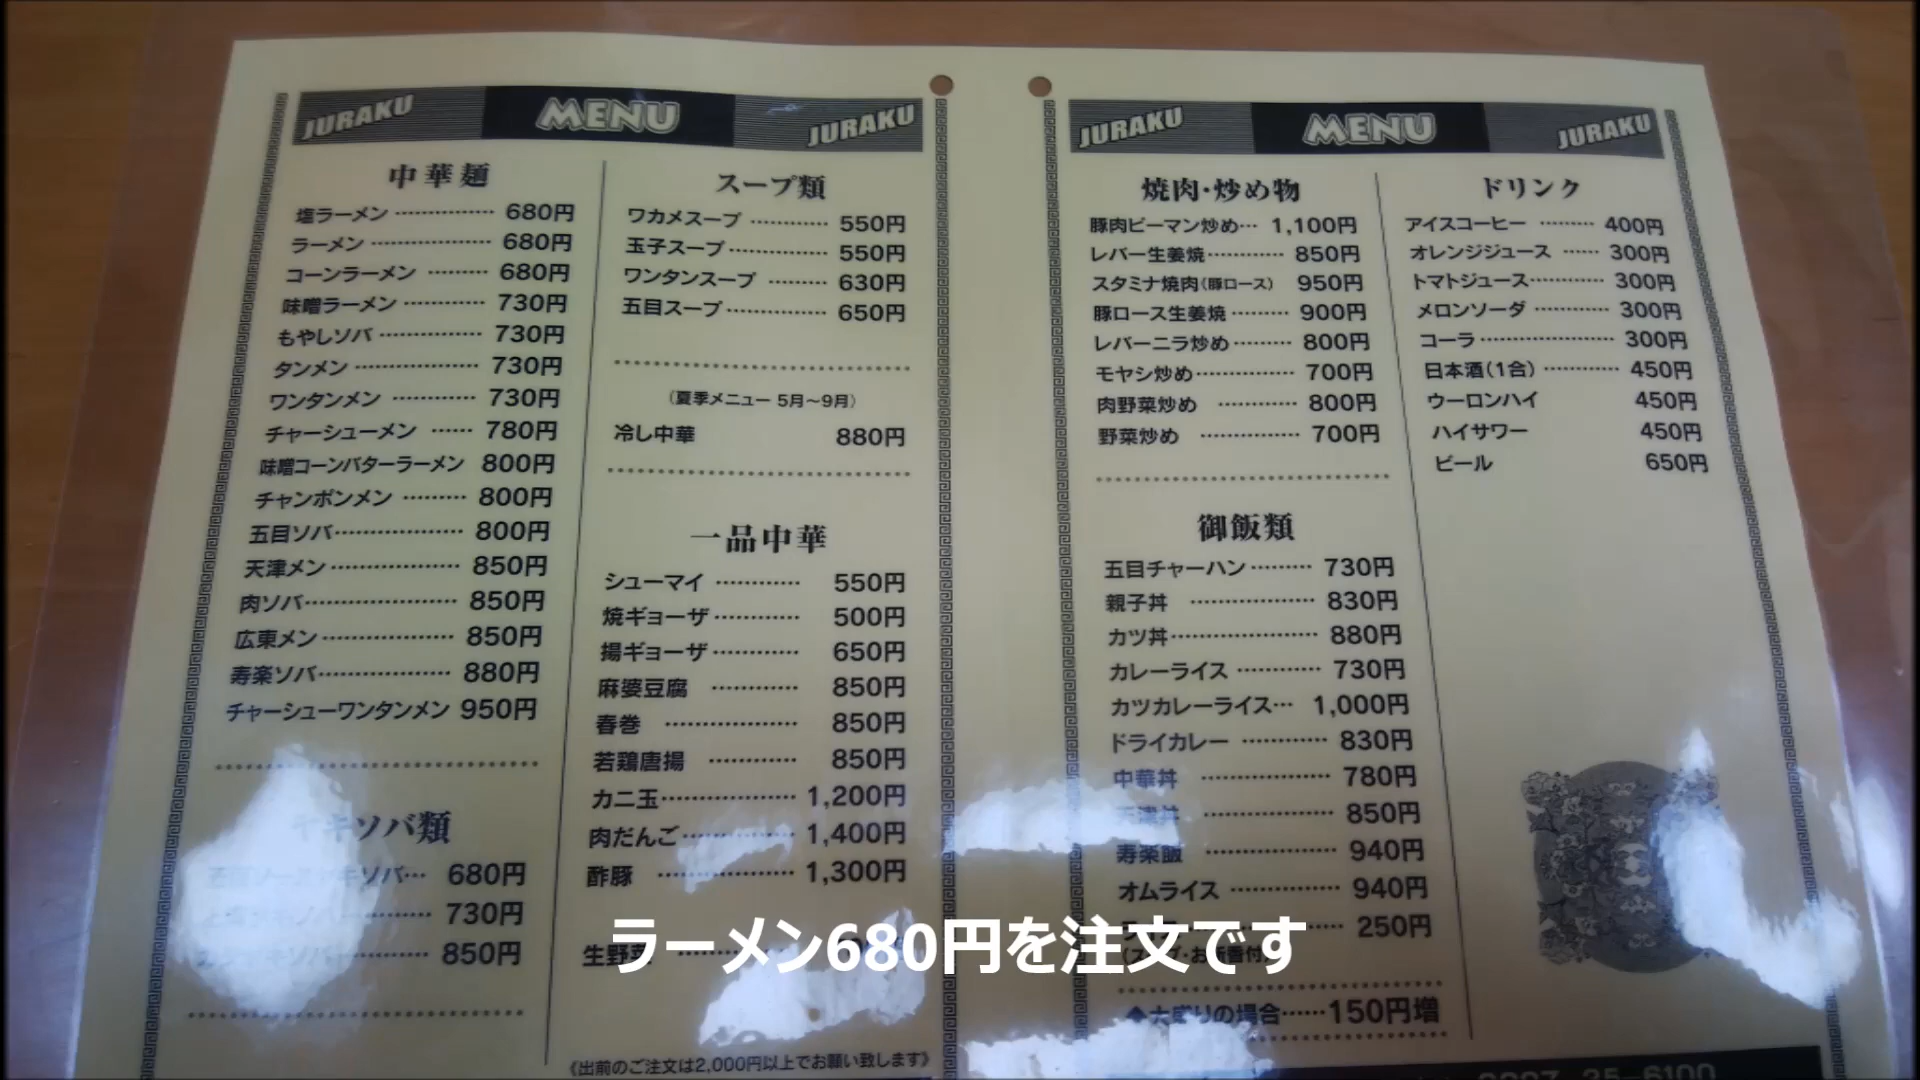 JURAKU MENU JURAKU
中華麺
塩ラーメン 680円
ラーメン 680円
コーンラーメン 680円
味噌ラーメン 730円
もやしソバ 730円
タンメン 730円
ワンタンメン 730円
チャーシューメン 780円
味噌コーンバターラーメン 800円
チャンポンメン 800円
五目ソバ 800円
天津メン 850円
肉ソバ 850円
広東メン 850円
寿楽ソバ 880円
チャーシューワンタンメン 950円
ヤキソバ類
680円
730円
850円
スープ類
ワカメスープ 550円
玉子スープ 550円
ワンタンスープ 630円
五目スープ 650円
(夏季メニュー 5月〜9月)
冷し中華 880円
一品中華
シューマイ 550円
焼ギョーザ 500円
揚ギョーザ 650円
麻婆豆腐 850円
春巻 850円
若鶏唐揚 850円
カニ玉 1,200円
肉だんご 1,400円
酢豚 1,300円
生野菜
《出前のご注文は2,000円以上でお願い致します》
JURAKU MENU JURAKU
焼肉・炒め物
豚肉ピーマン炒め 1,100円
レバー生姜焼 850円
スタミナ焼肉(豚ロース) 950円
豚ロース生姜焼 900円
レバーニラ炒め 800円
モヤシ炒め 700円
肉野菜炒め 800円
野菜炒め 700円
御飯類
五目チャーハン 730円
親子丼 830円
カツ丼 880円
カレーライス 730円
カツカレーライス 1,000円
ドライカレー 830円
中華丼 780円
天津丼 850円
寿楽飯 940円
オムライス 940円
250円
◆大盛りの場合 150円増
ドリンク
アイスコーヒー 400円
オレンジジュース 300円
トマトジュース 300円
メロンソーダ 300円
コーラ 300円
日本酒(1合) 450円
ウーロンハイ 450円
ハイサワー 450円
ビール 650円
ラーメン680円を注文です